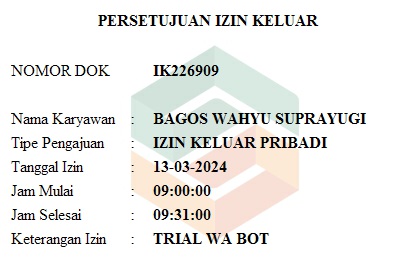 PERSETUJUAN IZIN KELUAR
NOMOR DOK IK226909
Nama Karyawan : BAGOS WAHYU SUPRAYUGI
Tipe Pengajuan : IZIN KELUAR PRIBADI
Tanggal Izin : 13-03-2024
Jam Mulai : 09:00:00
Jam Selesai : 09:31:00
Keterangan Izin : TRIAL WA BOT